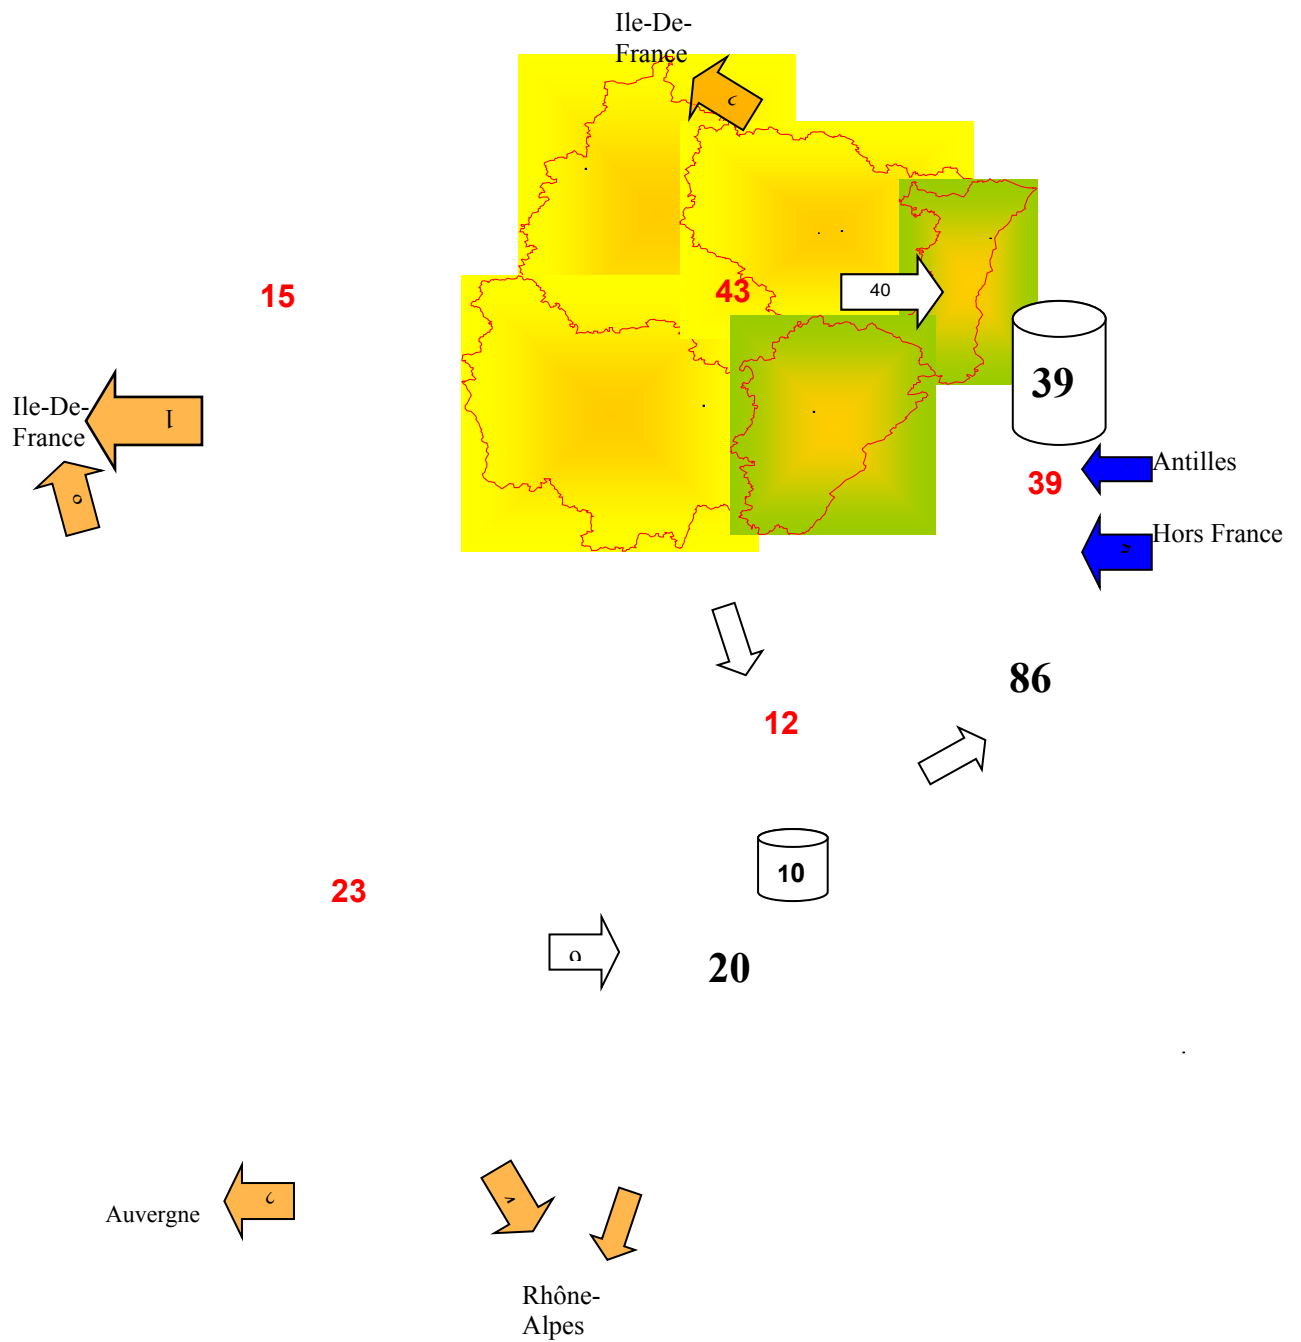 Ile-De-
France
15
43
40
39
Ile-De-
France
39
Antilles
Hors France
86
12
10
23
20
Auvergne
Rhône-
Alpes